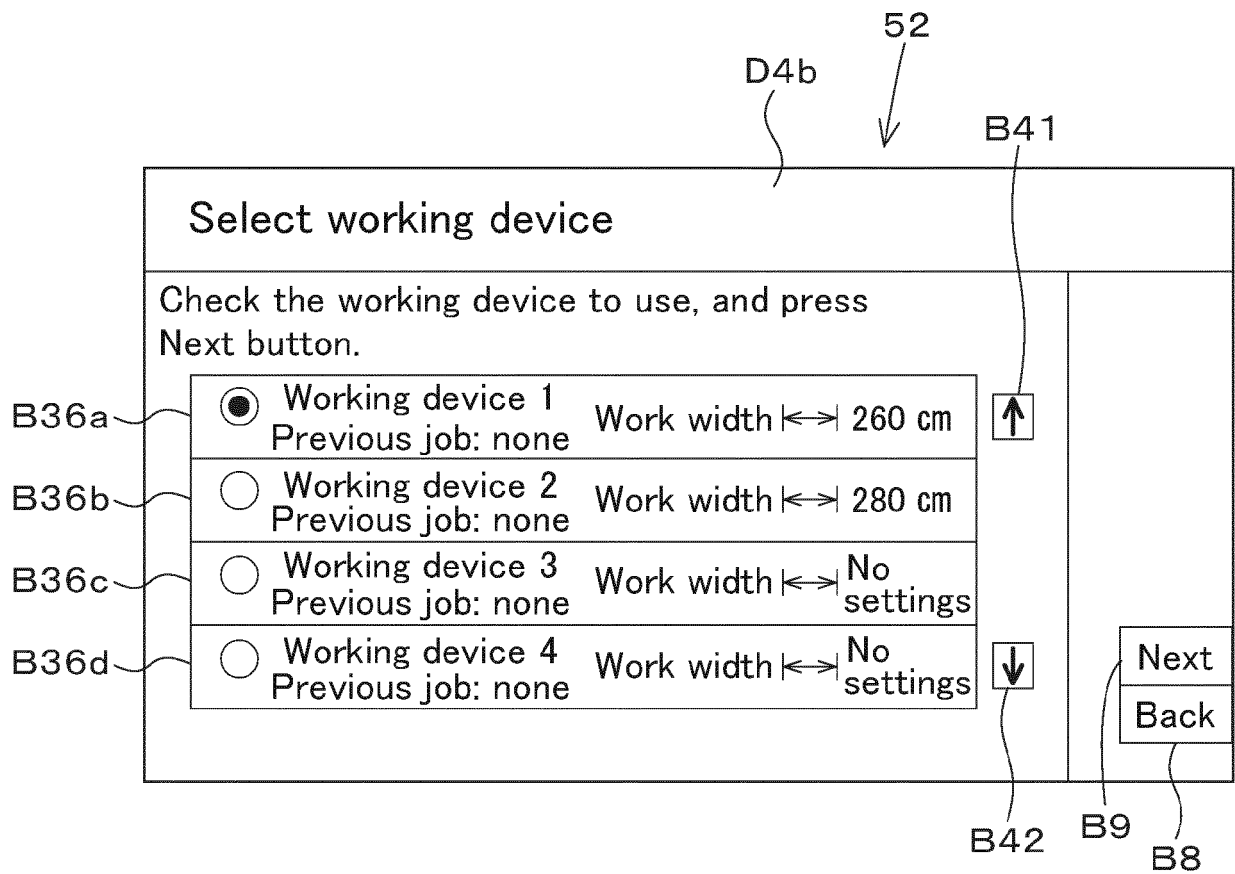 52
D4b
B41
Select working device
Check the working device to use, and press
Next button.
B36a
Working device 1
Previous job: none
Work width
260 cm
↑
B36b
Working device 2
Previous job: none
Work width
280 cm
B36c
Working device 3
Previous job: none
Work width
No
settings
B36d
Working device 4
Previous job: none
Work width
No
settings
↓
Next
Back
B42
B9
B8